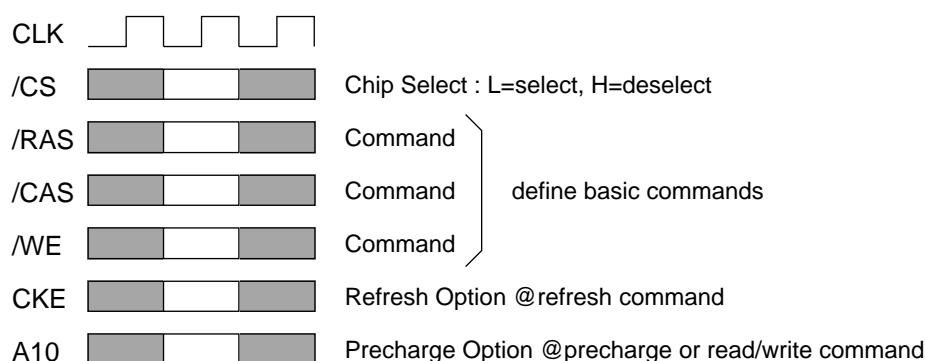 CLK
/CS Chip Select : L=select, H=deselect
/RAS Command
/CAS Command define basic commands
/WE Command
CKE Refresh Option @refresh command
A10 Precharge Option @precharge or read/write command